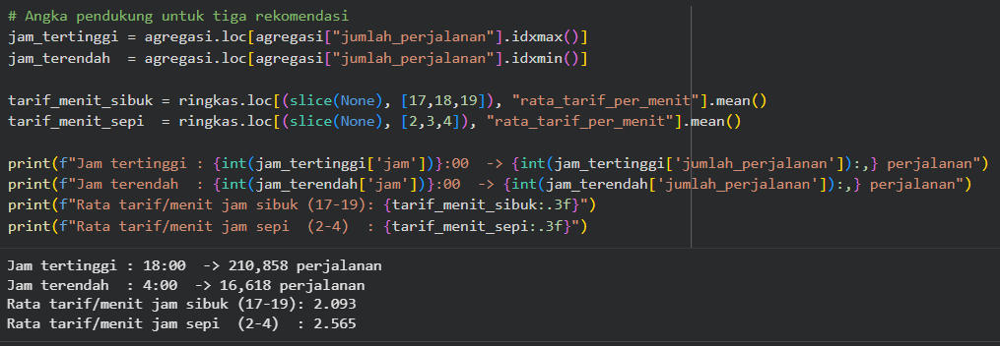 # Angka pendukung untuk tiga rekomendasi
jam_tertinggi = agregasi.loc[agregasi["jumlah_perjalanan"].idxmax()]
jam_terendah  = agregasi.loc[agregasi["jumlah_perjalanan"].idxmin()]
tarif_menit_sibuk = ringkas.loc[(slice(None), [17,18,19]), "rata_tarif_per_menit"].mean()
tarif_menit_sepi  = ringkas.loc[(slice(None), [2,3,4]), "rata_tarif_per_menit"].mean()
print(f"Jam tertinggi : {int(jam_tertinggi['jam'])}:00  -> {int(jam_tertinggi['jumlah_perjalanan']):,} perjalanan")
print(f"Jam terendah  : {int(jam_terendah['jam'])}:00  -> {int(jam_terendah['jumlah_perjalanan']):,} perjalanan")
print(f"Rata tarif/menit jam sibuk (17-19): {tarif_menit_sibuk:.3f}")
print(f"Rata tarif/menit jam sepi  (2-4)  : {tarif_menit_sepi:.3f}")
Jam tertinggi : 18:00  -> 210,858 perjalanan
Jam terendah  : 4:00  -> 16,618 perjalanan
Rata tarif/menit jam sibuk (17-19): 2.093
Rata tarif/menit jam sepi  (2-4)  : 2.565